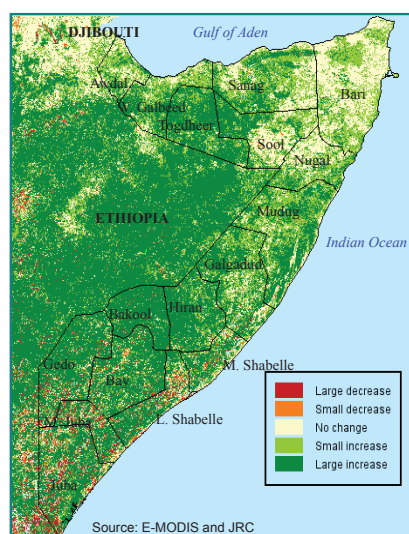 DJIBOUTI
Gulf of Aden
Awdal
Sanag
Bari
W. Galbeed
Togdheer
Sool
Nugal
ETHIOPIA
Mudug
Indian Ocean
Galgadud
Hiran
Bakool
Gedo
Bay
M. Shabelle
L. Shabelle
M. Juba
Juba
Large decrease
Small decrease
No change
Small increase
Large increase
Source: E-MODIS and JRC